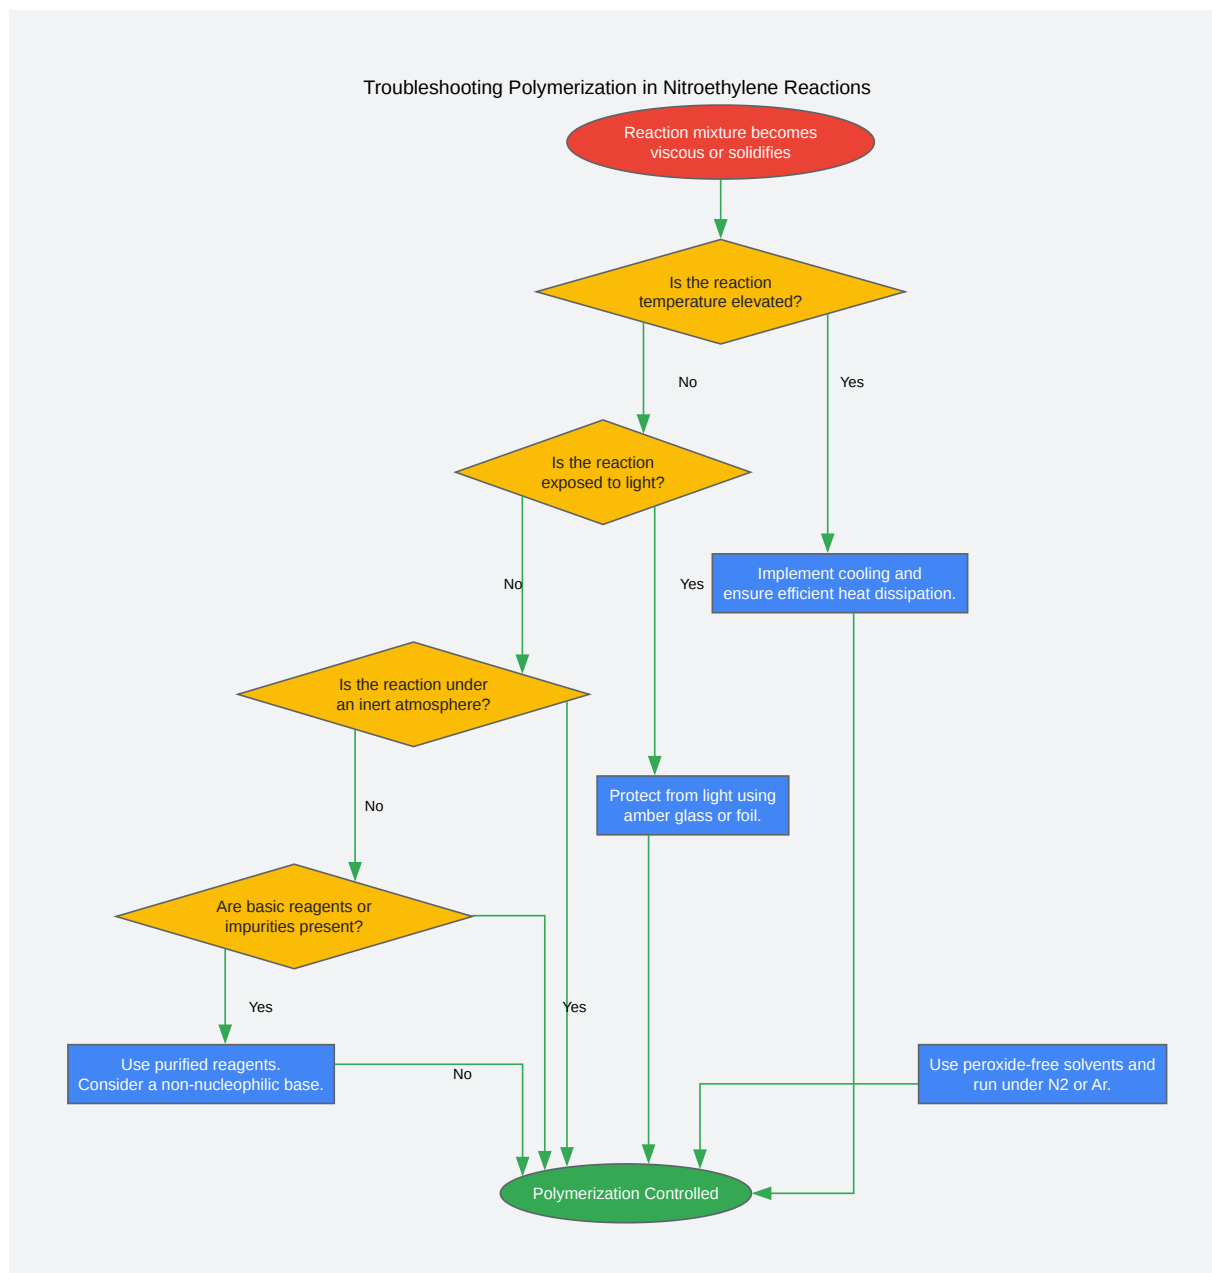 Troubleshooting Polymerization in Nitroethylene Reactions
Reaction mixture becomes
viscous or solidifies
Is the reaction
temperature elevated?
No
Yes
Is the reaction
exposed to light?
No
Yes
Implement cooling and
ensure efficient heat dissipation.
Is the reaction under
an inert atmosphere?
Protect from light using
amber glass or foil.
No
Are basic reagents or
impurities present?
Yes
Yes
Use purified reagents.
Consider a non-nucleophilic base.
No
Use peroxide-free solvents and
run under N2 or Ar.
Polymerization Controlled